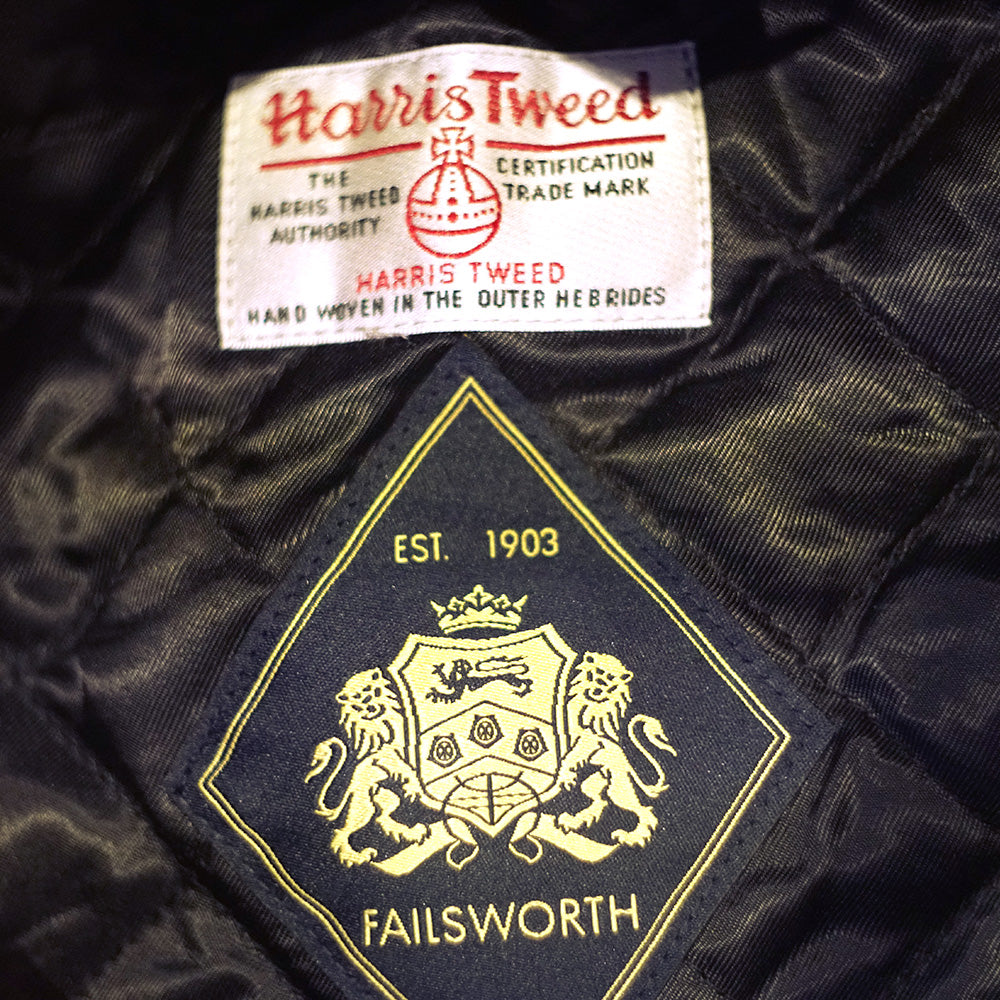 Harris Tweed
THE
HARRIS TWEED
AUTHORITY
CERTIFICATION
TRADE MARK
HARRIS TWEED
HAND WOVEN IN THE OUTER HEBRIDES
EST. 1903
FAILSWORTH